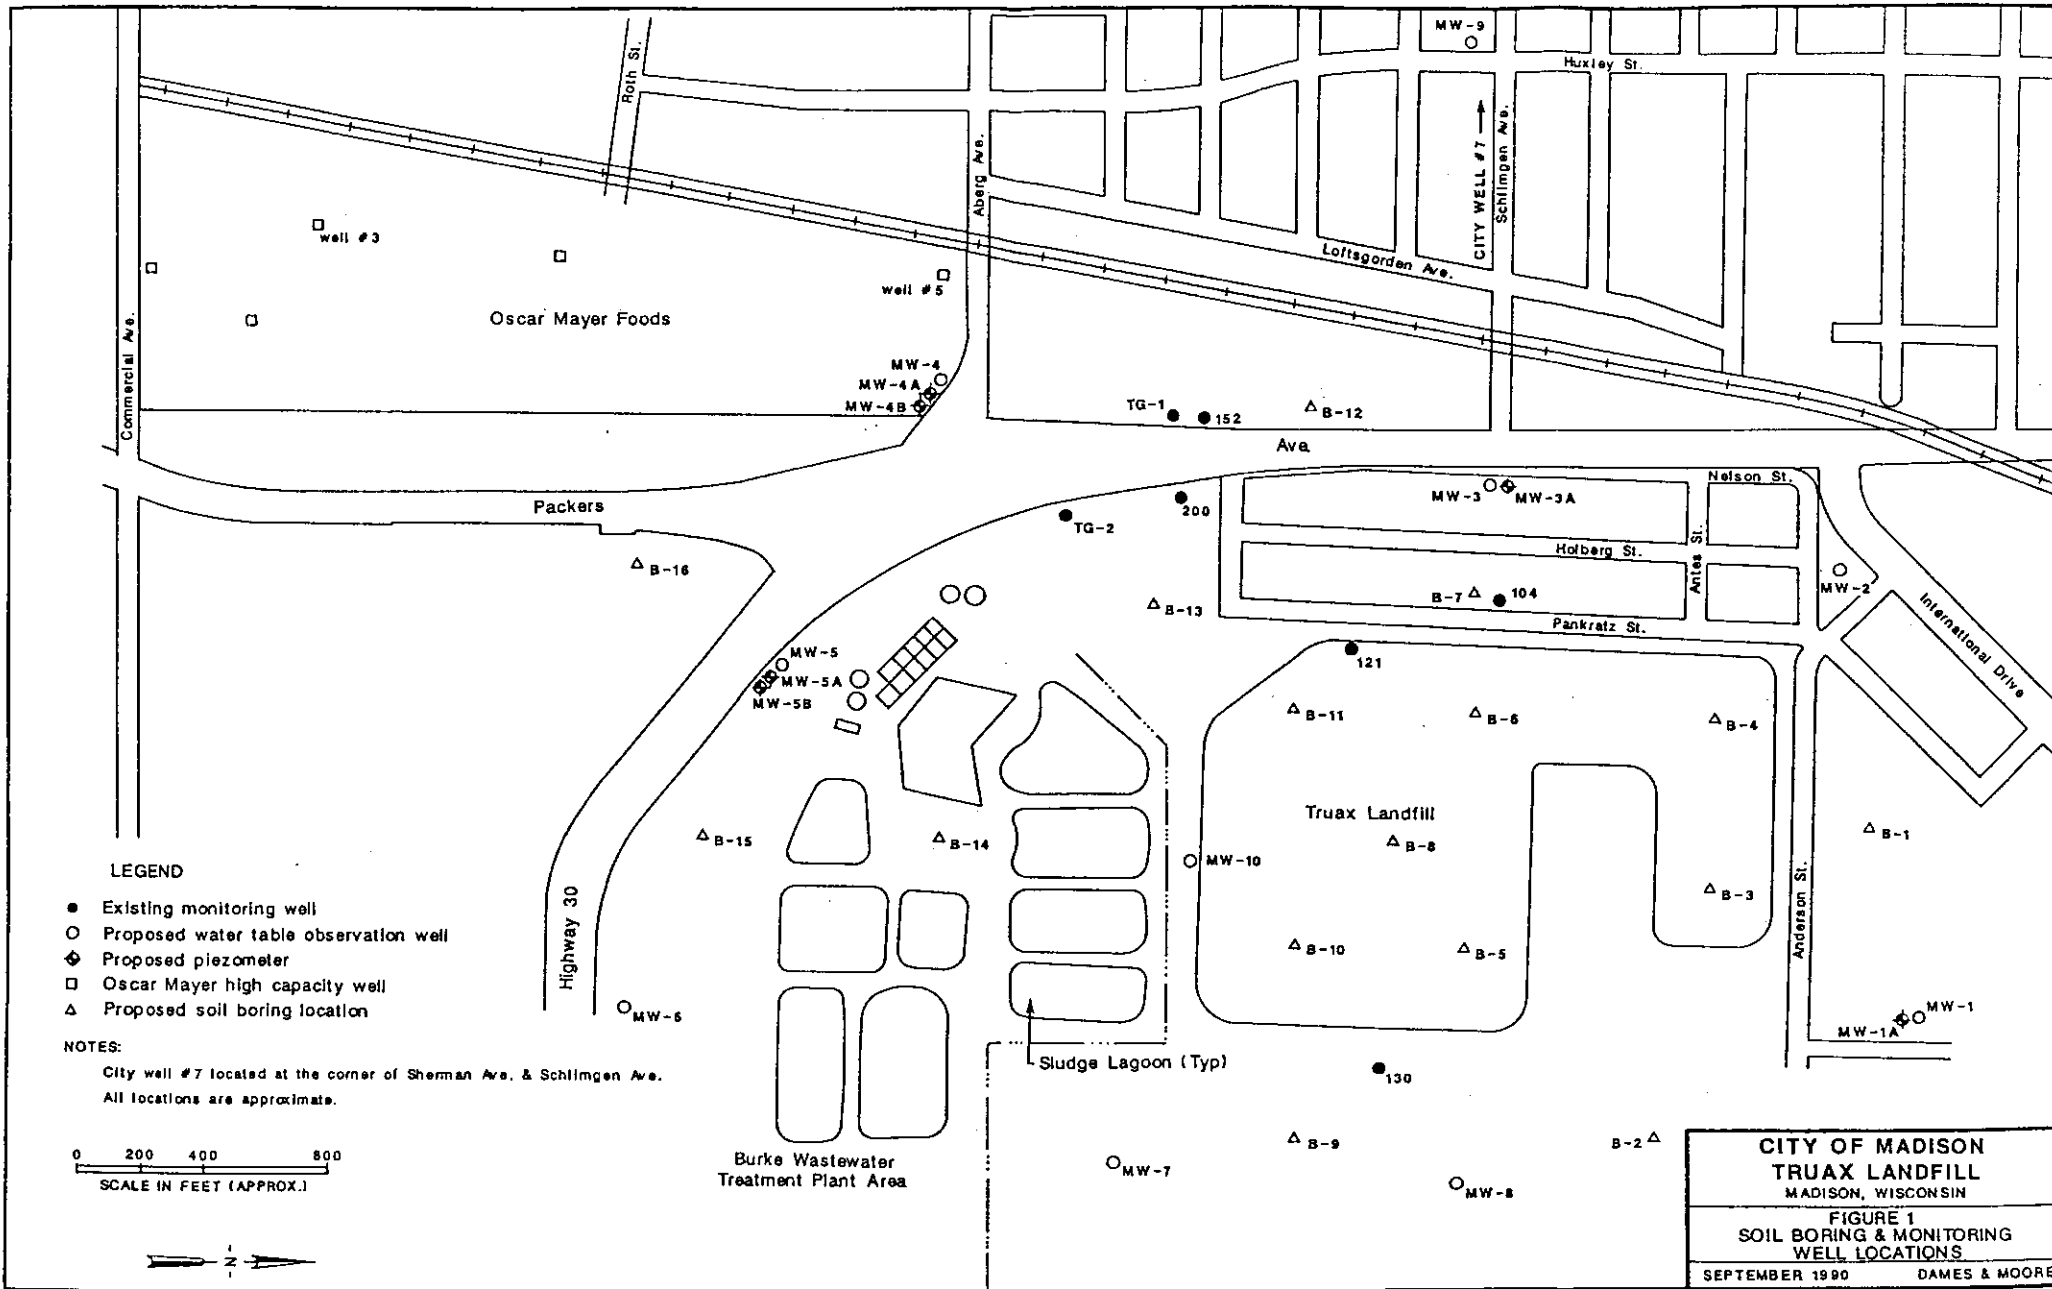 MW-9
Huxley St.
Roth St.
Aberg Ave.
CITY WELL #7
Schlimgen Ave.
Loftsgorden Ave.
well #3
well #5
Oscar Mayer Foods
Commercial Ave.
MW-4
MW-4A
MW-4B
TG-1
152
B-12
Ave
Packers
Nelson St.
MW-3
MW-3A
200
TG-2
Holberg St.
Antes St.
B-16
B-7
104
MW-2
B-13
Pankratz St.
International Drive
MW-5
MW-5A
MW-5B
121
B-11
B-6
B-4
Truax Landfill
B-8
B-1
B-15
B-14
MW-10
B-3
Anderson St.
B-10
B-5
Highway 30
MW-6
MW-1
MW-1A
Sludge Lagoon (Typ)
130
B-9
B-2
MW-7
MW-8
Burke Wastewater
Treatment Plant Area
LEGEND
Existing monitoring well
Proposed water table observation well
Proposed piezometer
Oscar Mayer high capacity well
Proposed soil boring location
NOTES:
City well #7 located at the corner of Sherman Ave. & Schlimgen Ave.
All locations are approximate.
0 200 400 800
SCALE IN FEET (APPROX.)
N
CITY OF MADISON
TRUAX LANDFILL
MADISON, WISCONSIN
FIGURE 1
SOIL BORING & MONITORING
WELL LOCATIONS
SEPTEMBER 1990 DAMES & MOORE